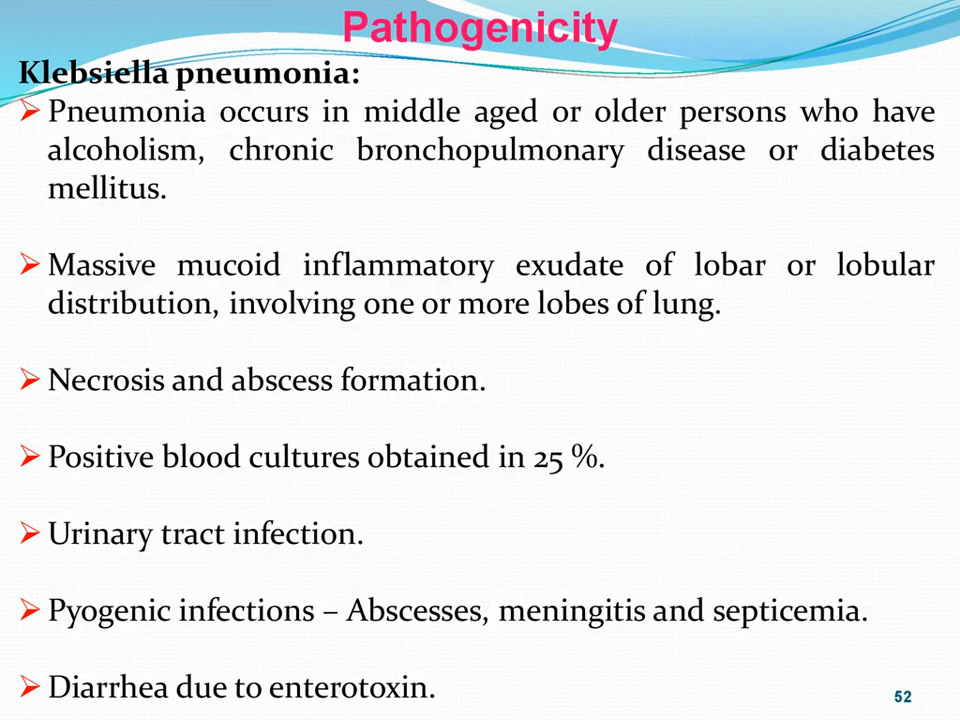 Pathogenicity
Klebsiella pneumonia:
➢ Pneumonia occurs in middle aged or older persons who have
alcoholism, chronic bronchopulmonary disease or diabetes
mellitus.
➢ Massive mucoid inflammatory exudate of lobar or lobular
distribution, involving one or more lobes of lung.
➢ Necrosis and abscess formation.
➢ Positive blood cultures obtained in 25 %.
➢ Urinary tract infection.
➢ Pyogenic infections – Abscesses, meningitis and septicemia.
➢ Diarrhea due to enterotoxin.
52